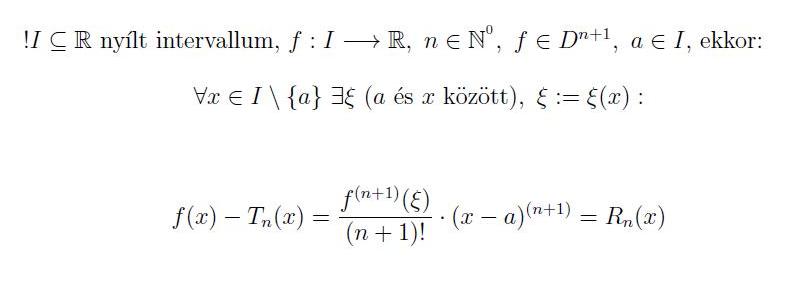 !I ⊆ ℝ nyílt intervallum, f : I ⟶ ℝ, n ∈ ℕ⁰, f ∈ Dⁿ⁺¹, a ∈ I, ekkor:
∀x ∈ I \ {a} ∃ξ (a és x között), ξ := ξ(x) :
f(x) − Tₙ(x) = f⁽ⁿ⁺¹⁾(ξ) / (n + 1)! · (x − a)⁽ⁿ⁺¹⁾ = Rₙ(x)